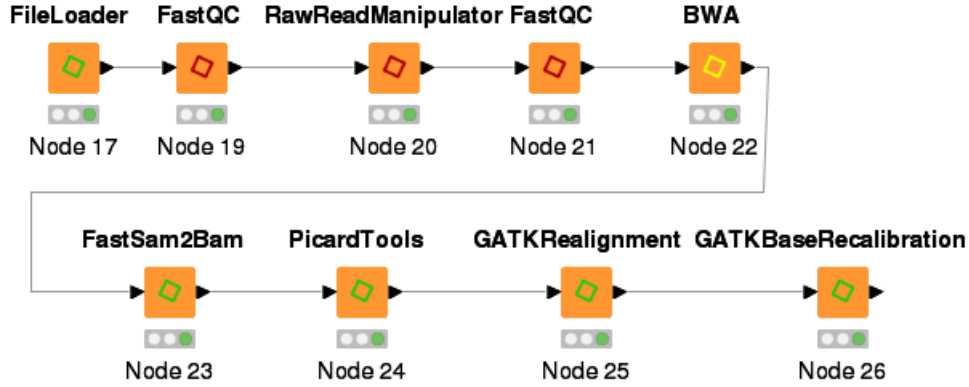 FileLoader FastQC RawReadManipulator FastQC BWA
Node 17 Node 19 Node 20 Node 21 Node 22
FastSam2Bam PicardTools GATKRealignment GATKBaseRecalibration
Node 23 Node 24 Node 25 Node 26